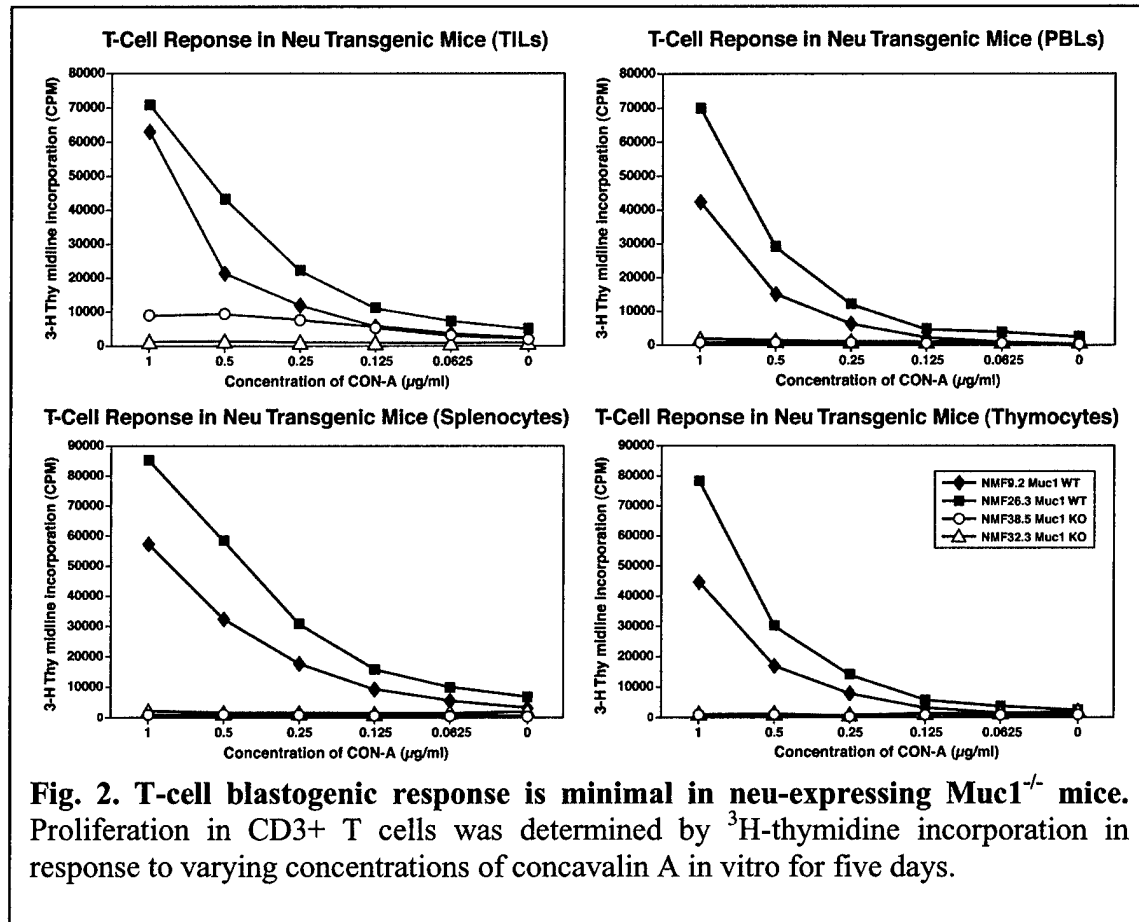 T-Cell Reponse in Neu Transgenic Mice (TILs)
3-H Thy midline incorporation (CPM)
80000
70000
60000
50000
40000
30000
20000
10000
0
1 0.5 0.25 0.125 0.0625 0
Concentration of CON-A (µg/ml)
T-Cell Reponse in Neu Transgenic Mice (PBLs)
3-H Thy midline incorporation (CPM)
80000
70000
60000
50000
40000
30000
20000
10000
0
1 0.5 0.25 0.125 0.0625 0
Concentration of CON-A (µg/ml)
T-Cell Reponse in Neu Transgenic Mice (Splenocytes)
3-H Thy midline incorporation (CPM)
90000
80000
70000
60000
50000
40000
30000
20000
10000
0
1 0.5 0.25 0.125 0.0625 0
Concentration of CON-A (µg/ml)
T-Cell Reponse in Neu Transgenic Mice (Thymocytes)
3-H Thy midline incorporation (CPM)
90000
80000
70000
60000
50000
40000
30000
20000
10000
0
NMF9.2 Muc1 WT
NMF26.3 Muc1 WT
NMF38.5 Muc1 KO
NMF32.3 Muc1 KO
1 0.5 0.25 0.125 0.0625 0
Concentration of CON-A (µg/ml)
Fig. 2. T-cell blastogenic response is minimal in neu-expressing Muc1-/- mice.
Proliferation in CD3+ T cells was determined by 3H-thymidine incorporation in
response to varying concentrations of concavalin A in vitro for five days.